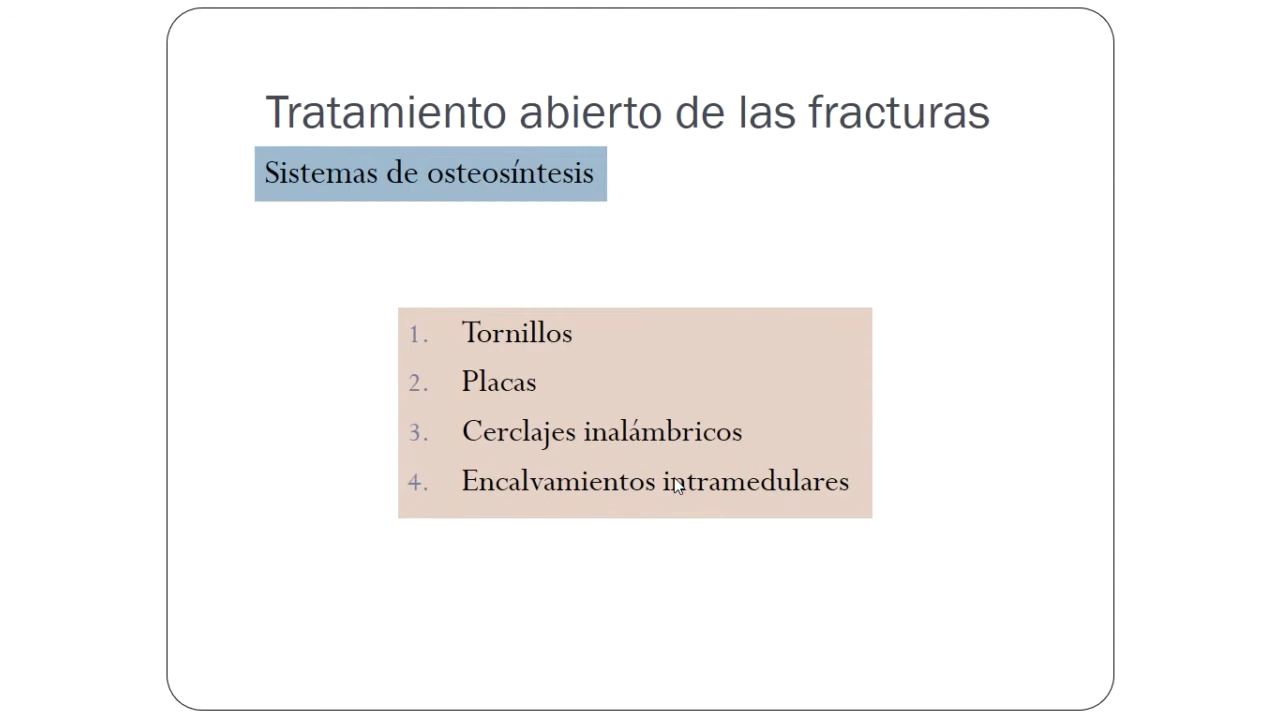 Tratamiento abierto de las fracturas
Sistemas de osteosíntesis
1. Tornillos
2. Placas
3. Cerclajes inalámbricos
4. Encalvamientos intramedulares